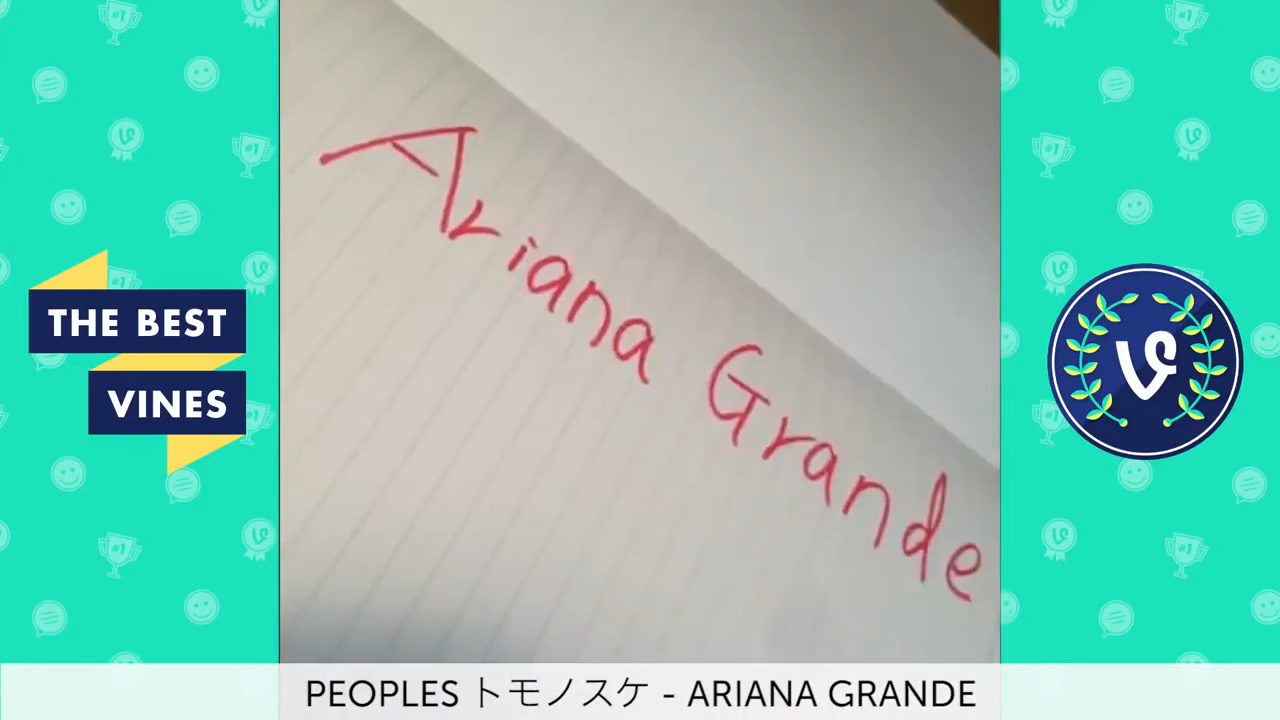 Ariana Grande
THE BEST
VINES
PEOPLES トモノスケ - ARIANA GRANDE